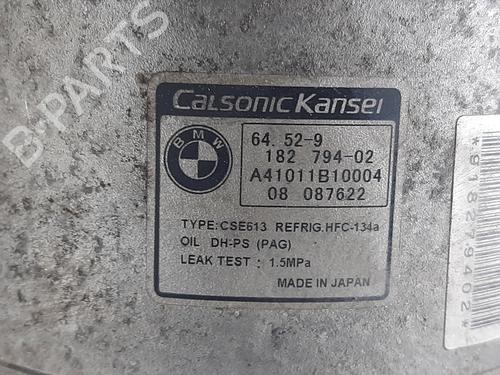 B-PARTS
CalsonicKansei
BMW
64. 52-9
182 794-02
A41011B10004
08 087622
TYPE: CSE613 REFRIG.HFC-134a
OIL DH-PS (PAG)
LEAK TEST : 1.5MPa
MADE IN JAPAN
*918279402*